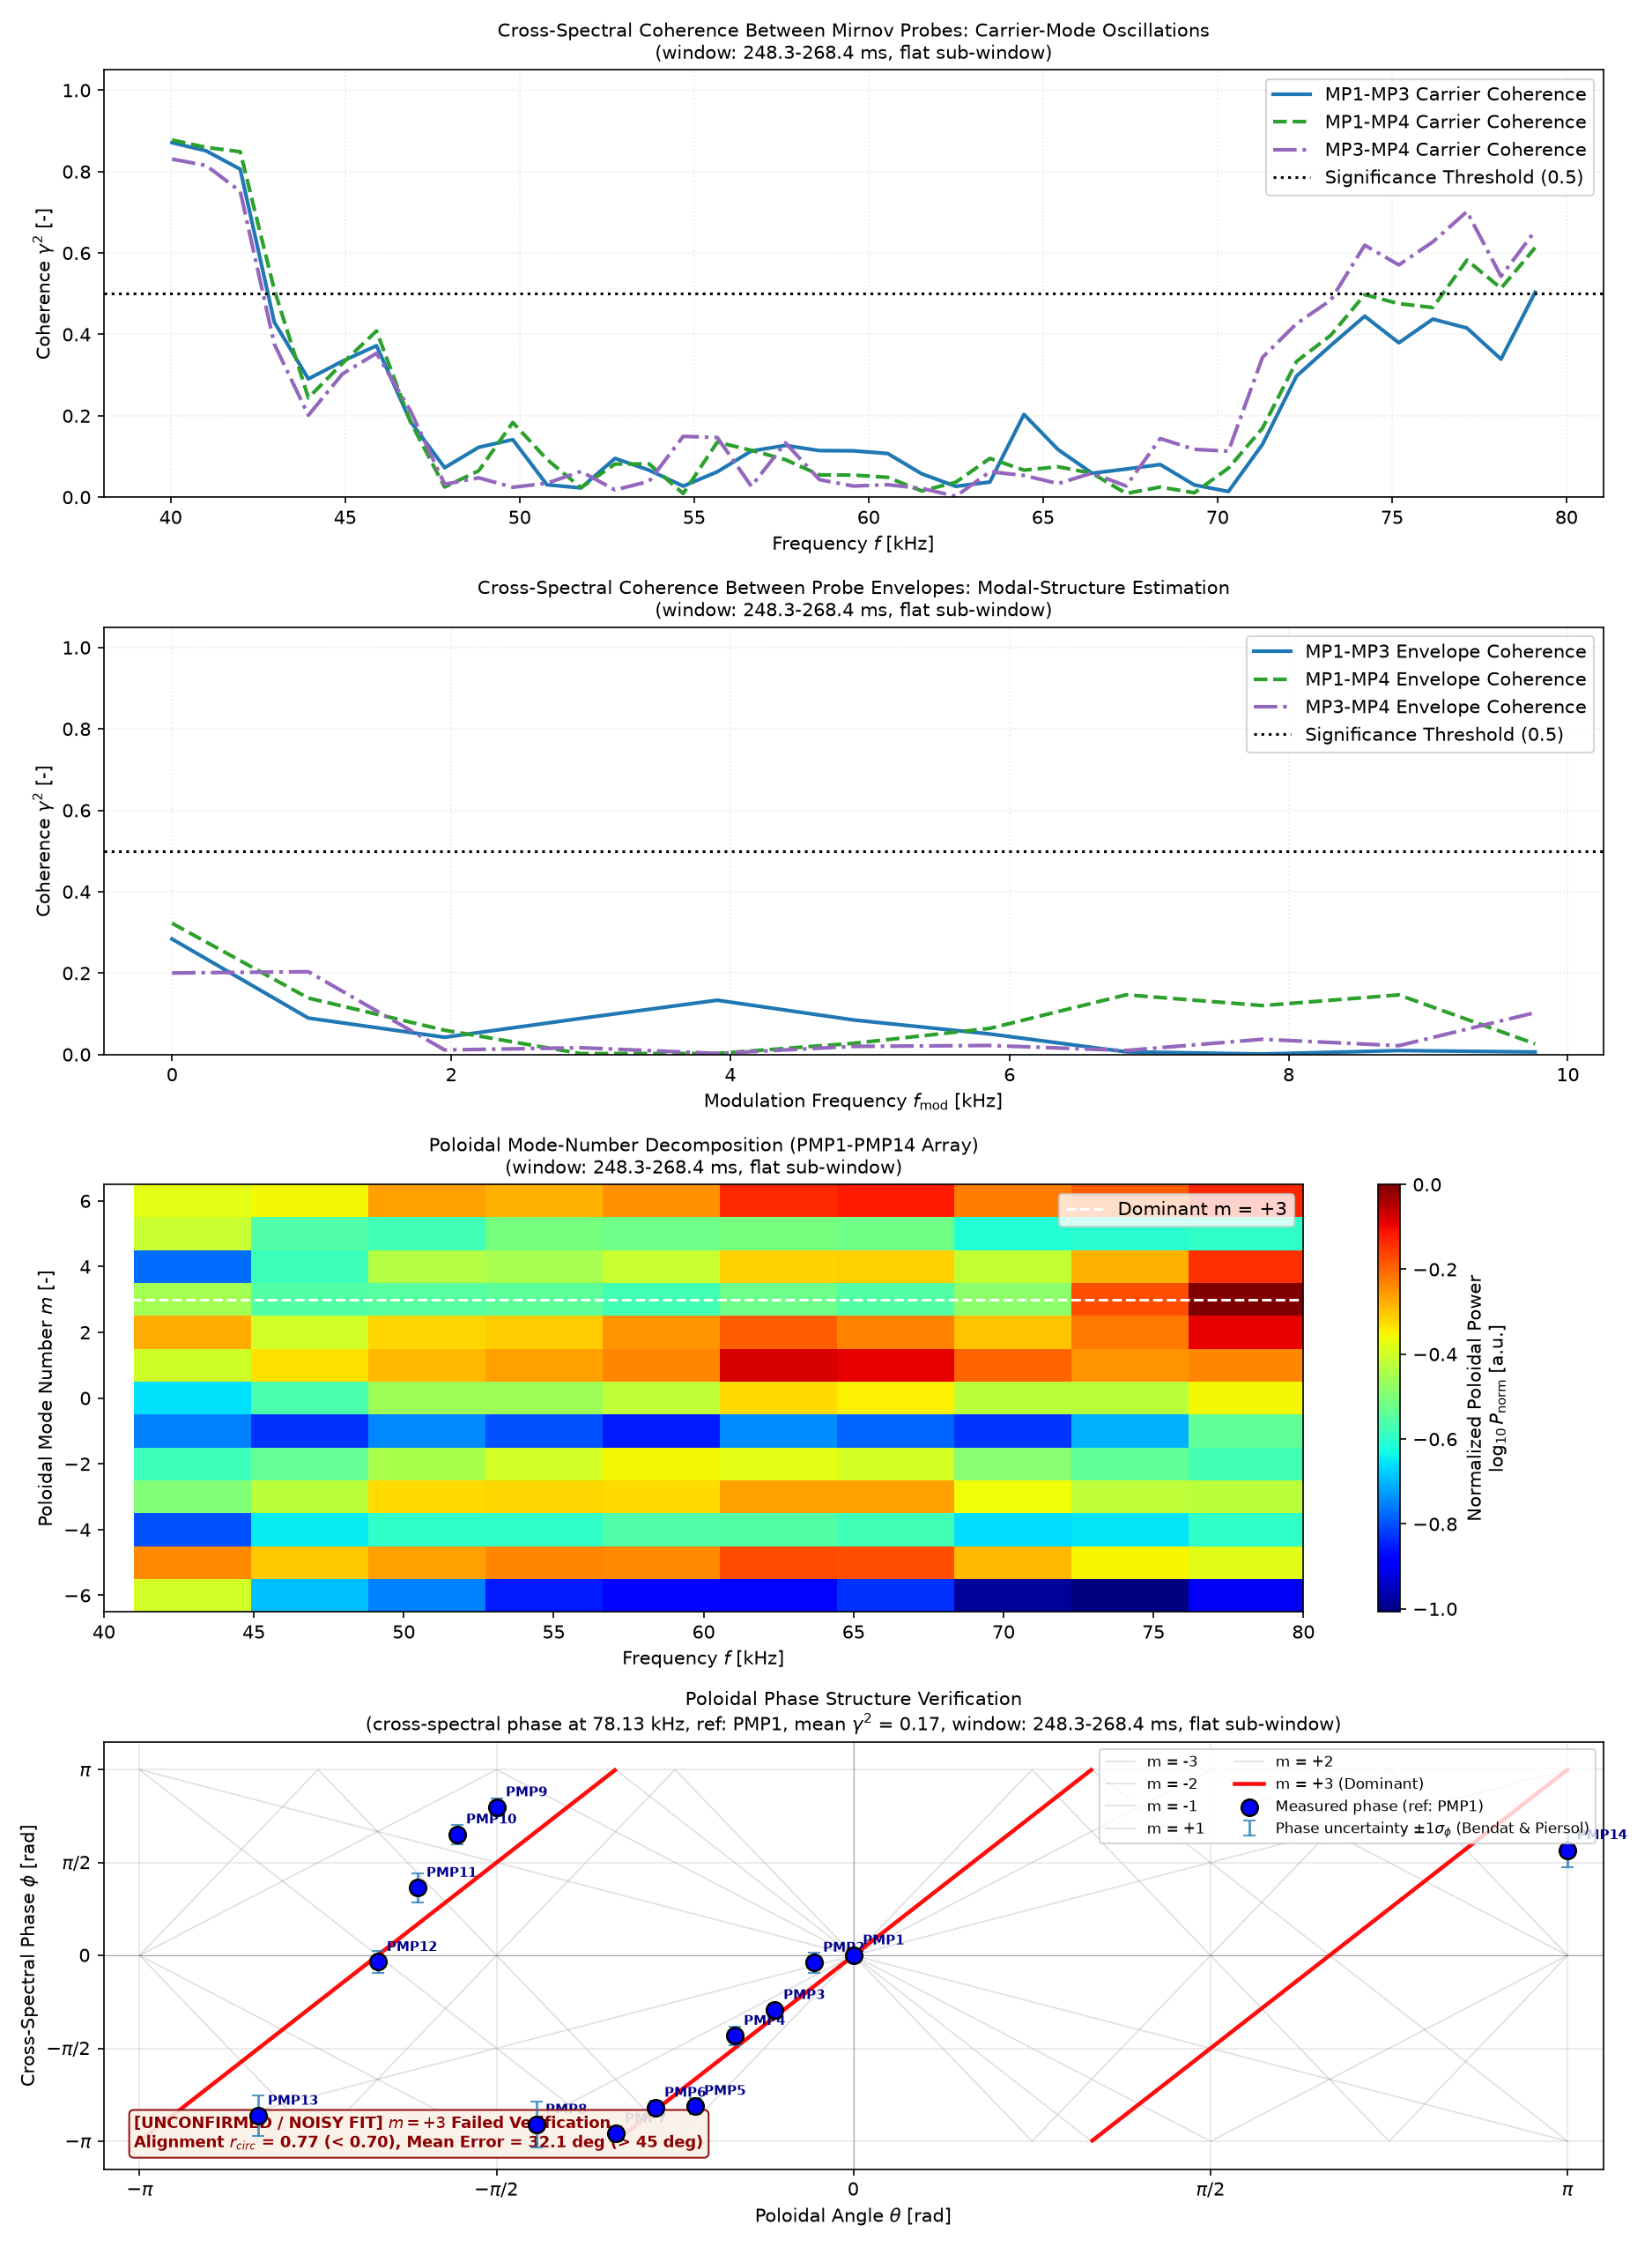 Cross-Spectral Coherence Between Mirnov Probes: Carrier-Mode Oscillations
(window: 248.3-268.4 ms, flat sub-window)
1.0
0.8
0.6
0.4
0.2
0.0
Coherence γ² [-]
MP1-MP3 Carrier Coherence
MP1-MP4 Carrier Coherence
MP3-MP4 Carrier Coherence
Significance Threshold (0.5)
40 45 50 55 60 65 70 75 80
Frequency f [kHz]
Cross-Spectral Coherence Between Probe Envelopes: Modal-Structure Estimation
(window: 248.3-268.4 ms, flat sub-window)
1.0
0.8
0.6
0.4
0.2
0.0
Coherence γ² [-]
MP1-MP3 Envelope Coherence
MP1-MP4 Envelope Coherence
MP3-MP4 Envelope Coherence
Significance Threshold (0.5)
0 2 4 6 8 10
Modulation Frequency f_mod [kHz]
Poloidal Mode-Number Decomposition (PMP1-PMP14 Array)
(window: 248.3-268.4 ms, flat sub-window)
6
4
2
0
−2
−4
−6
Poloidal Mode Number m [-]
Dominant m = +3
40 45 50 55 60 65 70 75 80
Frequency f [kHz]
0.0
−0.2
−0.4
−0.6
−0.8
−1.0
Normalized Poloidal Power
log₁₀ P_norm [a.u.]
Poloidal Phase Structure Verification
(cross-spectral phase at 78.13 kHz, ref: PMP1, mean γ² = 0.17, window: 248.3-268.4 ms, flat sub-window)
π
π/2
0
−π/2
−π
Cross-Spectral Phase ϕ [rad]
m = -3
m = -2
m = -1
m = +1
m = +2
m = +3 (Dominant)
Measured phase (ref: PMP1)
Phase uncertainty ±1σ_ϕ (Bendat & Piersol)
PMP14
PMP9
PMP10
PMP11
PMP12
PMP2
PMP1
PMP3
PMP4
PMP13
PMP8
PMP7
PMP6
PMP5
[UNCONFIRMED / NOISY FIT] m = +3 Failed Verification
Alignment r_circ = 0.77 (< 0.70), Mean Error = 32.1 deg (> 45 deg)
−π −π/2 0 π/2 π
Poloidal Angle θ [rad]